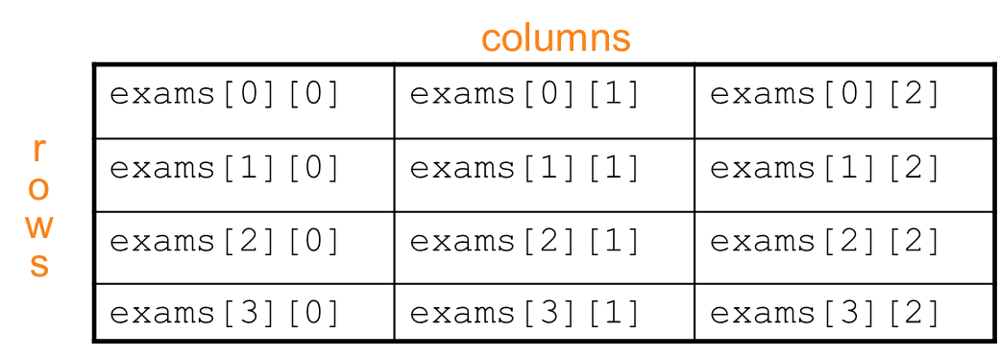 columns
rows
exams[0][0] exams[0][1] exams[0][2]
exams[1][0] exams[1][1] exams[1][2]
exams[2][0] exams[2][1] exams[2][2]
exams[3][0] exams[3][1] exams[3][2]